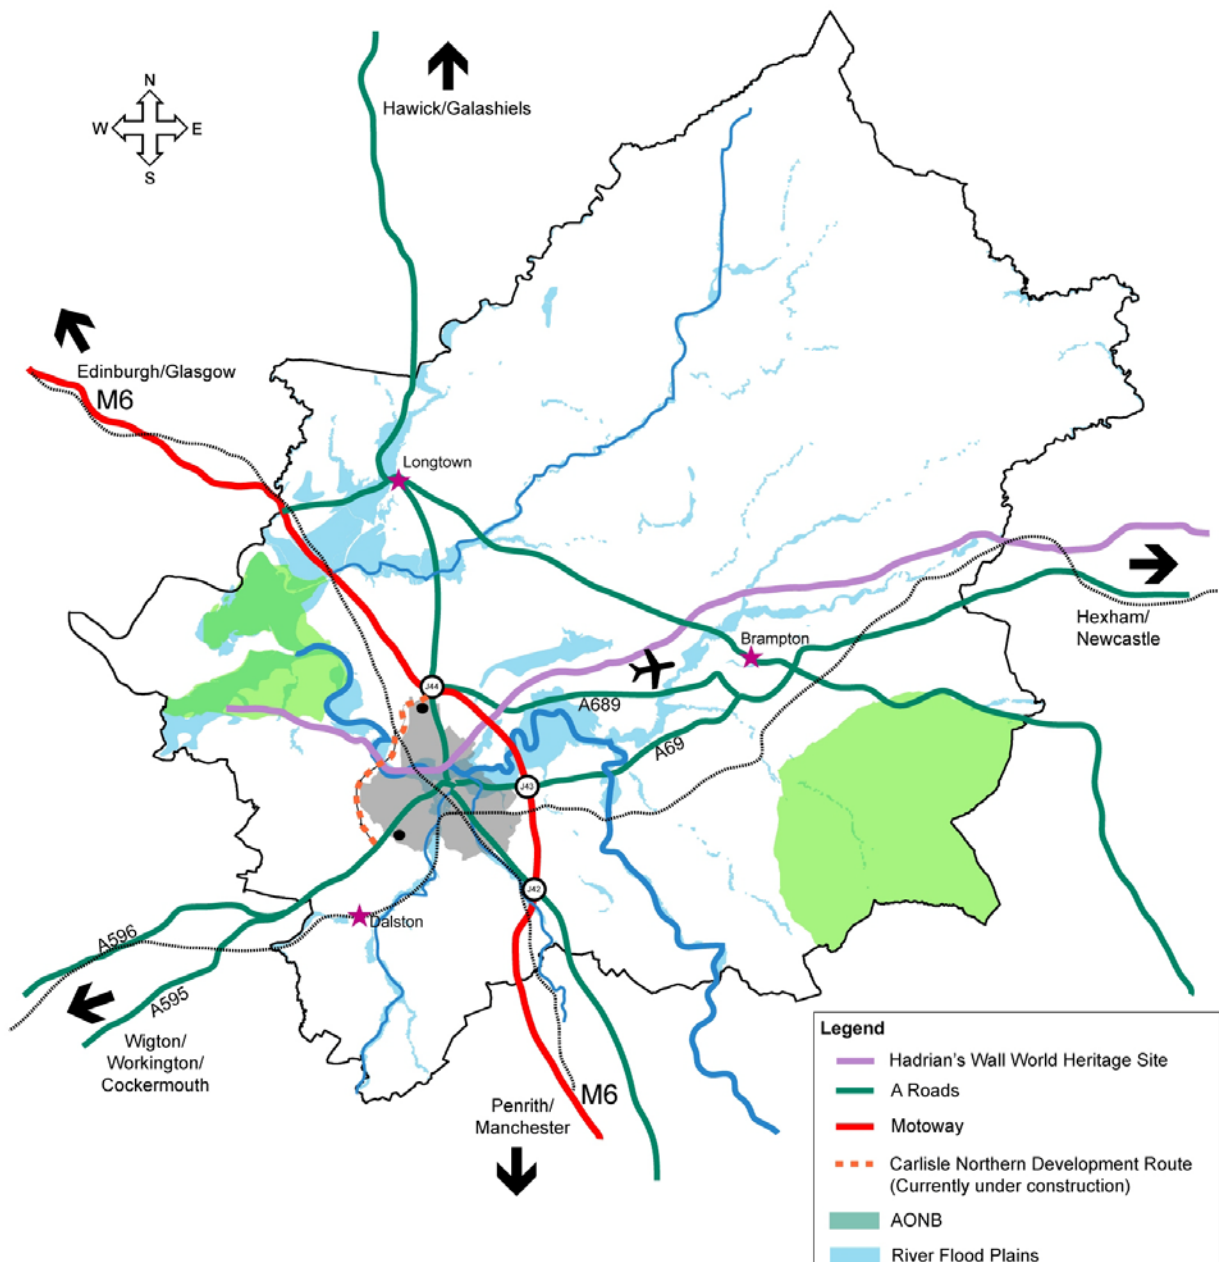 N
W E
S
Hawick/Galashiels
Edinburgh/Glasgow
M6
Longtown
Hexham/
Newcastle
Brampton
J44
A689
A69
J43
J42
Dalston
A596
A595
Wigton/
Workington/
Cockermouth
Penrith/
Manchester
M6
Legend
Hadrian's Wall World Heritage Site
A Roads
Motoway
Carlisle Northern Development Route
(Currently under construction)
AONB
River Flood Plains